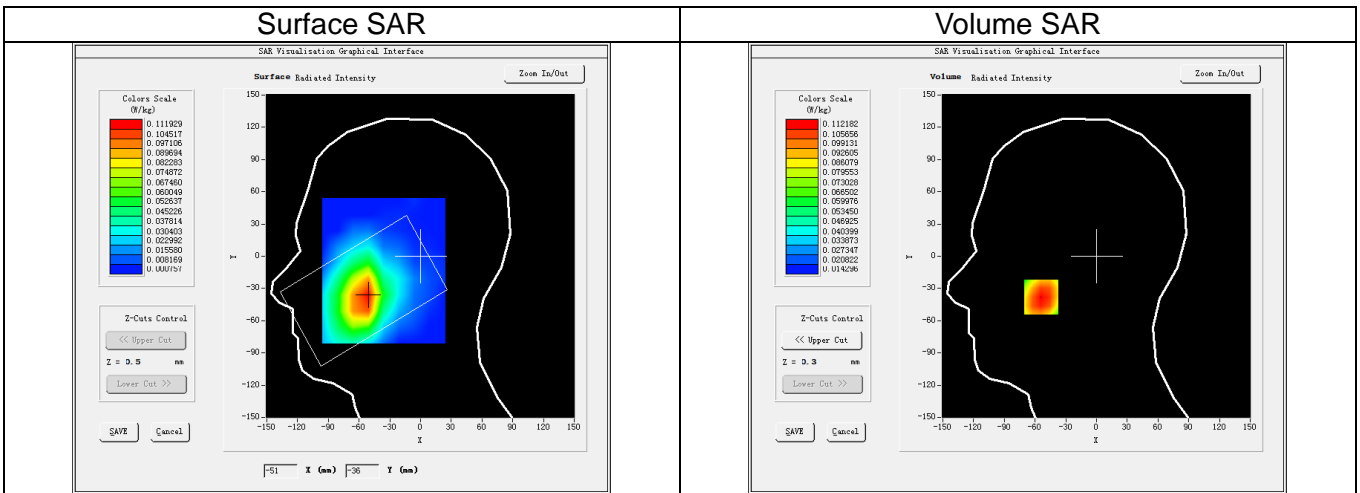 Surface SAR
Volume SAR
SAR Visualisation Graphical Interface
Surface Radiated Intensity
Zoom In/Out
Colors Scale
(W/kg)
0.111929
0.104517
0.097106
0.089694
0.082283
0.074872
0.067460
0.060049
0.052637
0.045226
0.037814
0.030403
0.022992
0.015580
0.008169
0.000757
Z-Cuts Control
<< Upper Cut
Z = 0.5 mm
Lower Cut >>
SAVE Cancel
150
120
90
60
30
0
-30
-60
-90
-120
-150
Y
-150 -120 -90 -60 -30 0 30 60 90 120 150
X
-51 X (mm) -36 Y (mm)
SAR Visualisation Graphical Interface
Volume Radiated Intensity
Zoom In/Out
Colors Scale
(W/kg)
0.112182
0.105656
0.099131
0.092605
0.086079
0.079553
0.073028
0.066502
0.059976
0.053450
0.046925
0.040399
0.033873
0.027347
0.020822
0.014296
Z-Cuts Control
<< Upper Cut
Z = 0.3 mm
Lower Cut >>
SAVE Cancel
150
120
90
60
30
0
-30
-60
-90
-120
-150
Y
-150 -120 -90 -60 -30 0 30 60 90 120 150
X